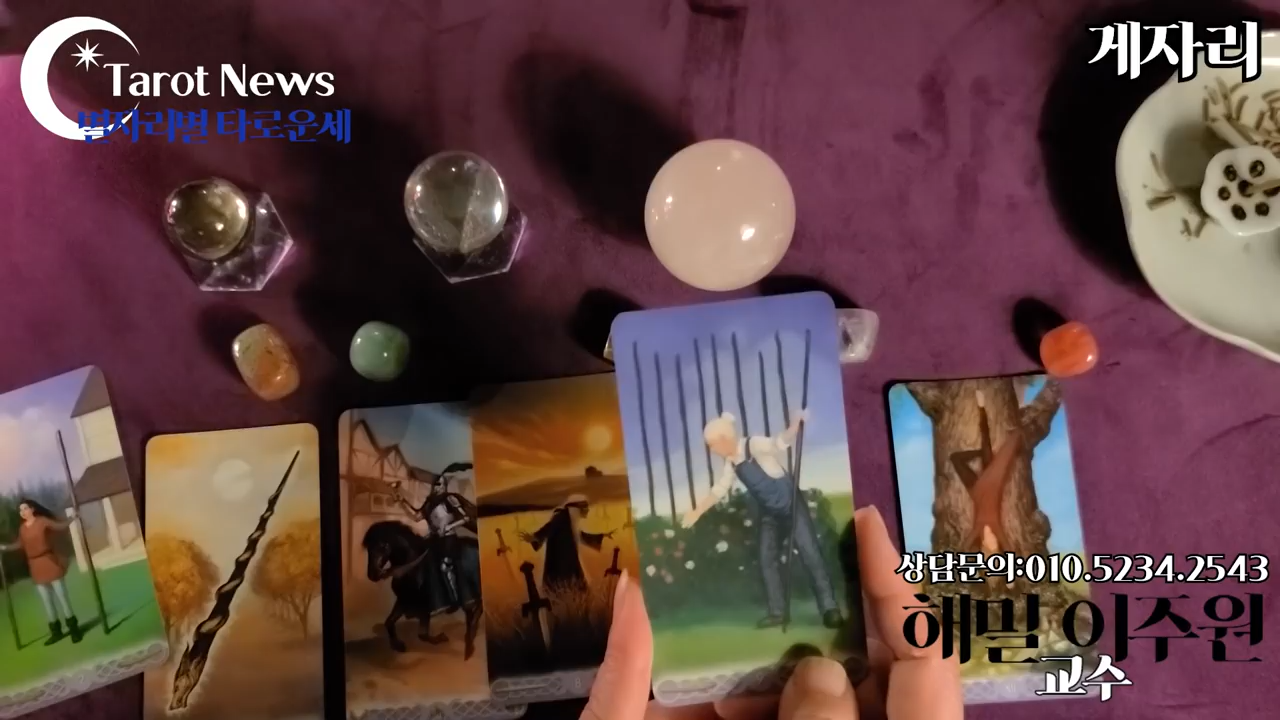 Tarot News
별자리별 타로운세
게자리
8
상담문의:010.5234.2543
해밀 이주원
교수